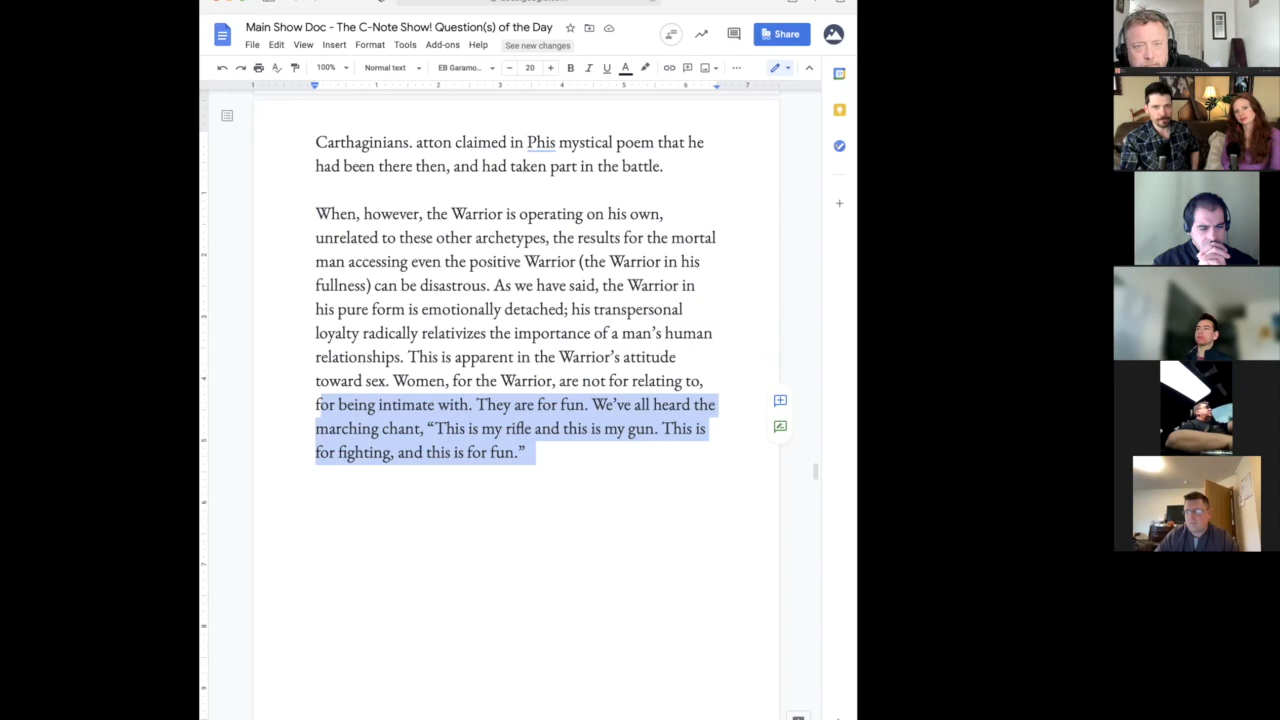 Main Show Doc - The C-Note Show! Question(s) of the Day
Share
File Edit View Insert Format Tools Add-ons Help See new changes
100% Normal text EB Garamo... 20 B I U A
1 1 2 3 4 5 6 7
Carthaginians. atton claimed in Phis mystical poem that he
had been there then, and had taken part in the battle.
When, however, the Warrior is operating on his own,
unrelated to these other archetypes, the results for the mortal
man accessing even the positive Warrior (the Warrior in his
fullness) can be disastrous. As we have said, the Warrior in
his pure form is emotionally detached; his transpersonal
loyalty radically relativizes the importance of a man’s human
relationships. This is apparent in the Warrior’s attitude
toward sex. Women, for the Warrior, are not for relating to,
for being intimate with. They are for fun. We’ve all heard the
marching chant, “This is my rifle and this is my gun. This is
for fighting, and this is for fun.”